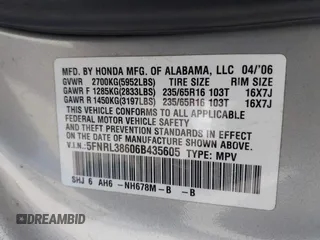 MFD. BY HONDA MFG. OF ALABAMA, LLC 04/'06
GVWR 2700KG(5952LBS) TIRE SIZE RIM SIZE
GAWR F 1285KG(2833LBS) 235/65R16 103T 16X7J
GAWR R 1450KG(3197LBS) 235/65R16 103T 16X7J
THIS VEHICLE CONFORMS TO ALL APPLICABLE
FEDERAL MOTOR VEHICLE SAFETY AND
THEFT PREVENTION STANDARDS IN EFFECT ON THE
DATE OF MANUFACTURE SHOWN ABOVE.
V.I.N.: 5FNRL38606B435605 TYPE: MPV
SHJ 6 AH6 -NH678M-B -B
DREAMBID
DREAMBID.COM